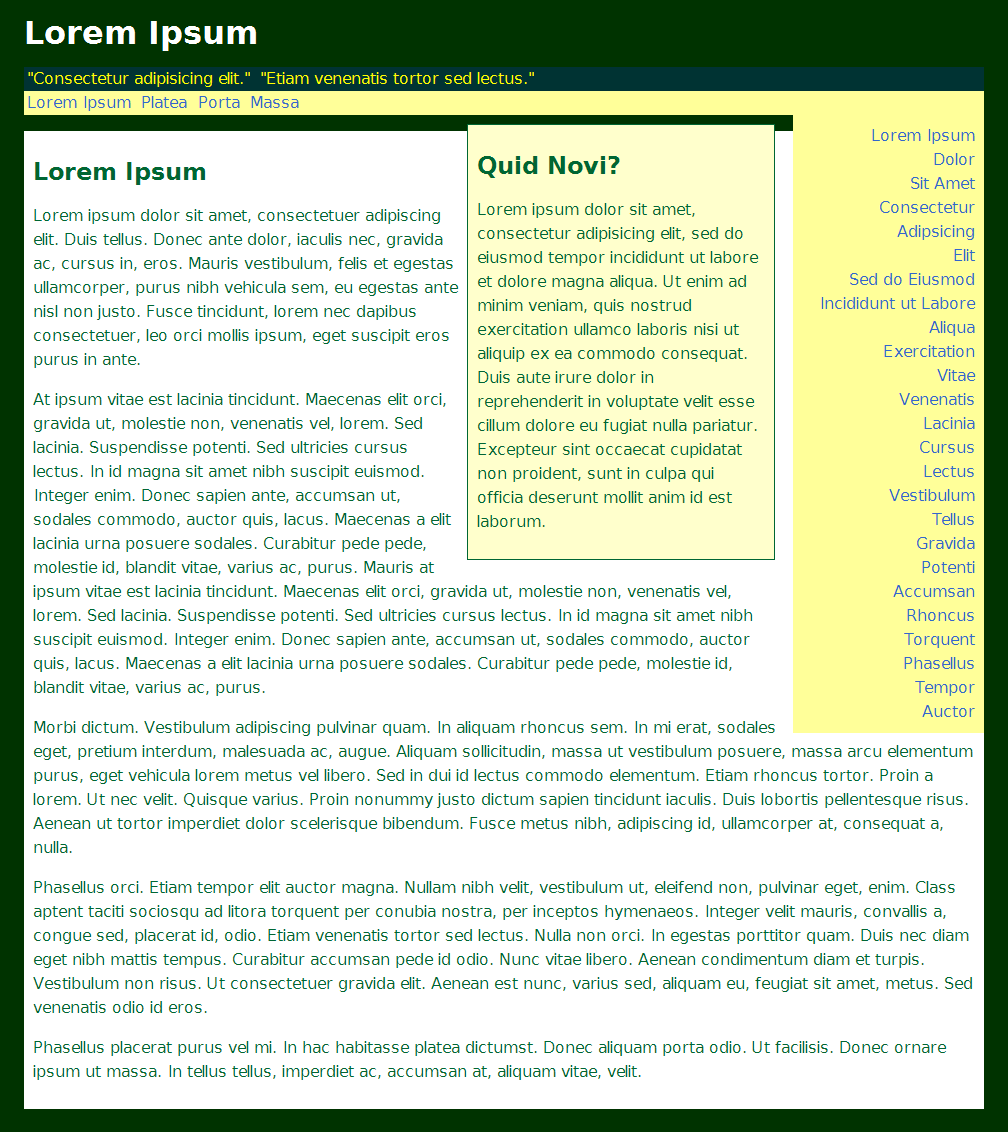 Lorem Ipsum
"Consectetur adipisicing elit." "Etiam venenatis tortor sed lectus."
Lorem Ipsum Platea Porta Massa
Lorem Ipsum
Lorem ipsum dolor sit amet, consectetuer adipiscing
elit. Duis tellus. Donec ante dolor, iaculis nec, gravida
ac, cursus in, eros. Mauris vestibulum, felis et egestas
ullamcorper, purus nibh vehicula sem, eu egestas ante
nisl non justo. Fusce tincidunt, lorem nec dapibus
consectetuer, leo orci mollis ipsum, eget suscipit eros
purus in ante.
At ipsum vitae est lacinia tincidunt. Maecenas elit orci,
gravida ut, molestie non, venenatis vel, lorem. Sed
lacinia. Suspendisse potenti. Sed ultricies cursus
lectus. In id magna sit amet nibh suscipit euismod.
Integer enim. Donec sapien ante, accumsan ut,
sodales commodo, auctor quis, lacus. Maecenas a elit
lacinia urna posuere sodales. Curabitur pede pede,
molestie id, blandit vitae, varius ac, purus. Mauris at
ipsum vitae est lacinia tincidunt. Maecenas elit orci, gravida ut, molestie non, venenatis vel,
lorem. Sed lacinia. Suspendisse potenti. Sed ultricies cursus lectus. In id magna sit amet nibh
suscipit euismod. Integer enim. Donec sapien ante, accumsan ut, sodales commodo, auctor
quis, lacus. Maecenas a elit lacinia urna posuere sodales. Curabitur pede pede, molestie id,
blandit vitae, varius ac, purus.
Morbi dictum. Vestibulum adipiscing pulvinar quam. In aliquam rhoncus sem. In mi erat, sodales
eget, pretium interdum, malesuada ac, augue. Aliquam sollicitudin, massa ut vestibulum posuere, massa arcu elementum
purus, eget vehicula lorem metus vel libero. Sed in dui id lectus commodo elementum. Etiam rhoncus tortor. Proin a
lorem. Ut nec velit. Quisque varius. Proin nonummy justo dictum sapien tincidunt iaculis. Duis lobortis pellentesque risus.
Aenean ut tortor imperdiet dolor scelerisque bibendum. Fusce metus nibh, adipiscing id, ullamcorper at, consequat a,
nulla.
Phasellus orci. Etiam tempor elit auctor magna. Nullam nibh velit, vestibulum ut, eleifend non, pulvinar eget, enim. Class
aptent taciti sociosqu ad litora torquent per conubia nostra, per inceptos hymenaeos. Integer velit mauris, convallis a,
congue sed, placerat id, odio. Etiam venenatis tortor sed lectus. Nulla non orci. In egestas porttitor quam. Duis nec diam
eget nibh mattis tempus. Curabitur accumsan pede id odio. Nunc vitae libero. Aenean condimentum diam et turpis.
Vestibulum non risus. Ut consectetuer gravida elit. Aenean est nunc, varius sed, aliquam eu, feugiat sit amet, metus. Sed
venenatis odio id eros.
Phasellus placerat purus vel mi. In hac habitasse platea dictumst. Donec aliquam porta odio. Ut facilisis. Donec ornare
ipsum ut massa. In tellus tellus, imperdiet ac, accumsan at, aliquam vitae, velit.
Quid Novi?
Lorem ipsum dolor sit amet,
consectetur adipisicing elit, sed do
eiusmod tempor incididunt ut labore
et dolore magna aliqua. Ut enim ad
minim veniam, quis nostrud
exercitation ullamco laboris nisi ut
aliquip ex ea commodo consequat.
Duis aute irure dolor in
reprehenderit in voluptate velit esse
cillum dolore eu fugiat nulla pariatur.
Excepteur sint occaecat cupidatat
non proident, sunt in culpa qui
officia deserunt mollit anim id est
laborum.
Lorem Ipsum
Dolor
Sit Amet
Consectetur
Adipsicing
Elit
Sed do Eiusmod
Incididunt ut Labore
Aliqua
Exercitation
Vitae
Venenatis
Lacinia
Cursus
Lectus
Vestibulum
Tellus
Gravida
Potenti
Accumsan
Rhoncus
Torquent
Phasellus
Tempor
Auctor